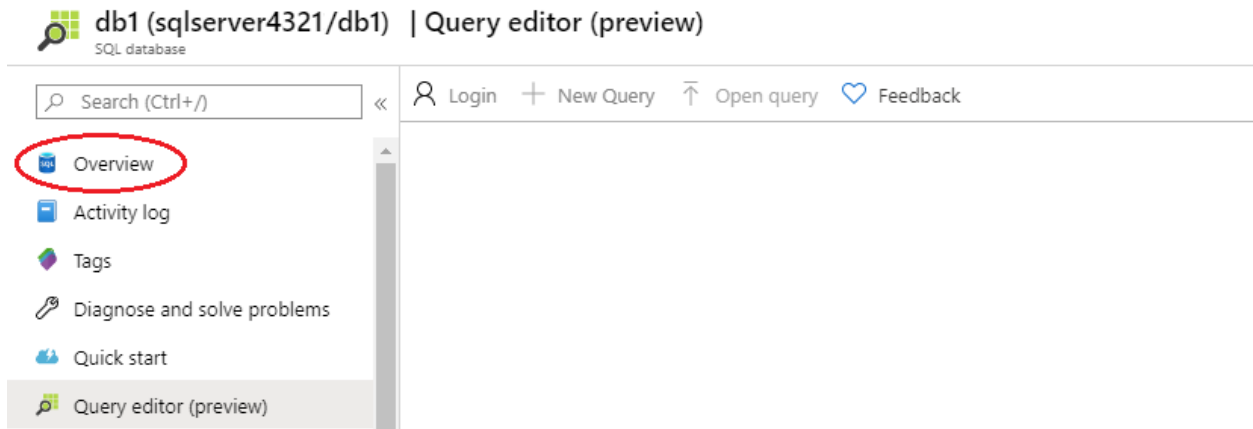 db1 (sqlserver4321/db1) | Query editor (preview)
SQL database
Search (Ctrl+/)
«
Login
New Query
Open query
Feedback
SQL
Overview
Activity log
Tags
Diagnose and solve problems
Quick start
Query editor (preview)